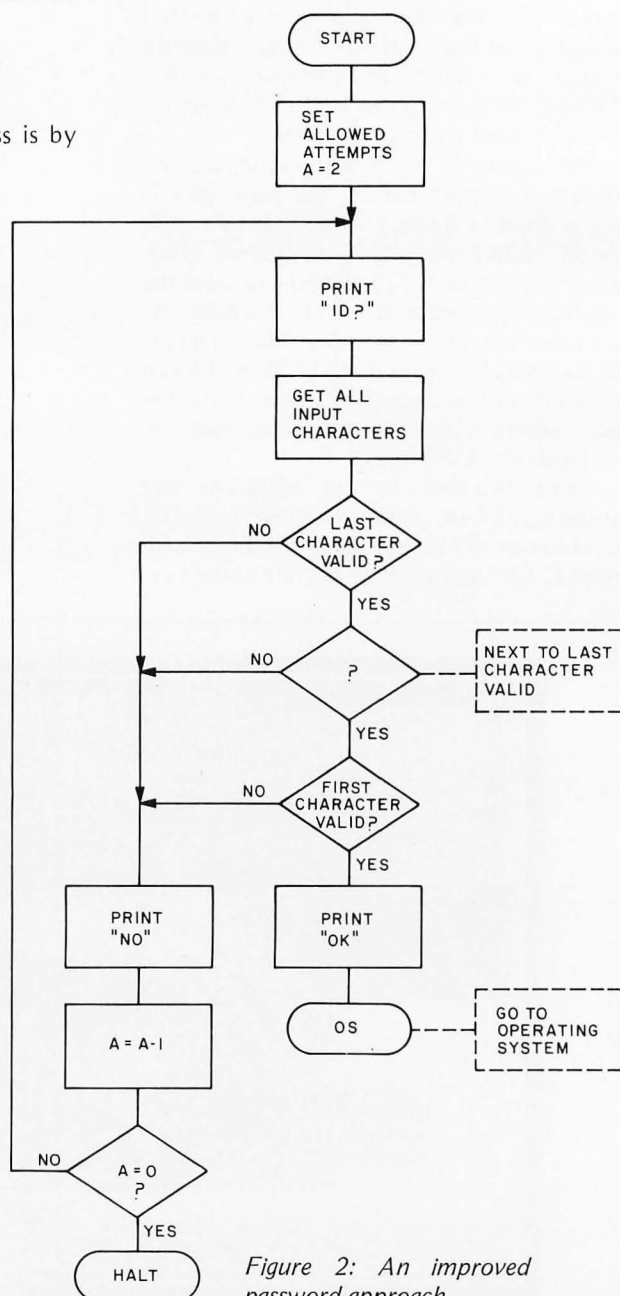 START
SET
ALLOWED
ATTEMPTS
A=2
ss is by
PRINT
"ID?"
GET ALL
INPUT
CHARACTERS
LAST
CHARACTER
VALID?
NO
YES
?
NO
YES
NEXT TO LAST
CHARACTER
VALID
FIRST
CHARACTER
VALID?
NO
YES
PRINT
"NO"
PRINT
"OK"
A=A-1
OS
GO TO
OPERATING
SYSTEM
A=0
?
NO
YES
HALT
Figure 2: An improved
password approach